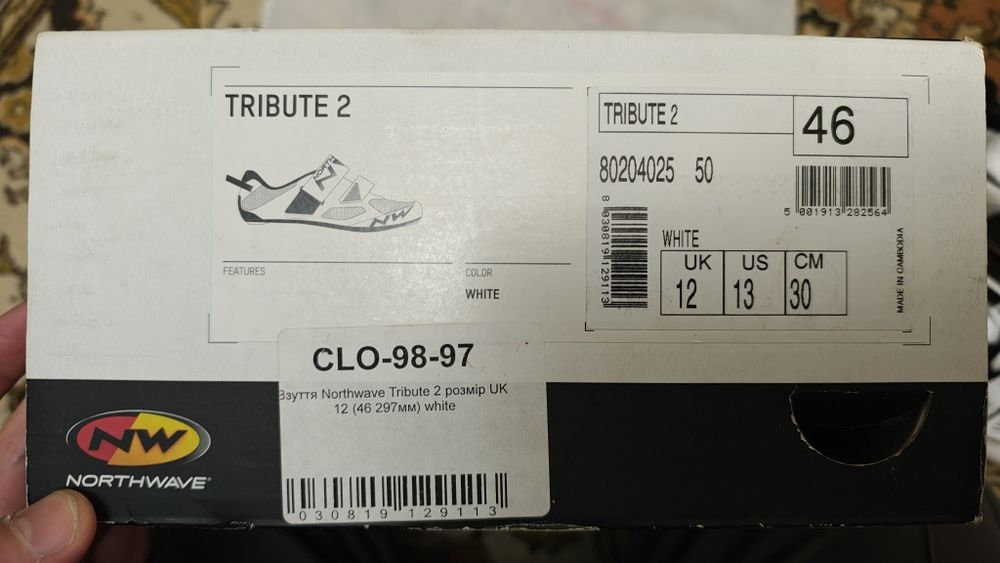 TRIBUTE 2
NORTH
NW
FEATURES
COLOR
WHITE
TRIBUTE 2
46
80204025 50
5 001913 282564
8 030819 129113
WHITE
UK US CM
12 13 30
MADE IN CAMBODIA
CLO-98-97
Взуття Northwave Tribute 2 розмір UK
12 (46 297мм) white
030819 129113
NW
NORTHWAVE